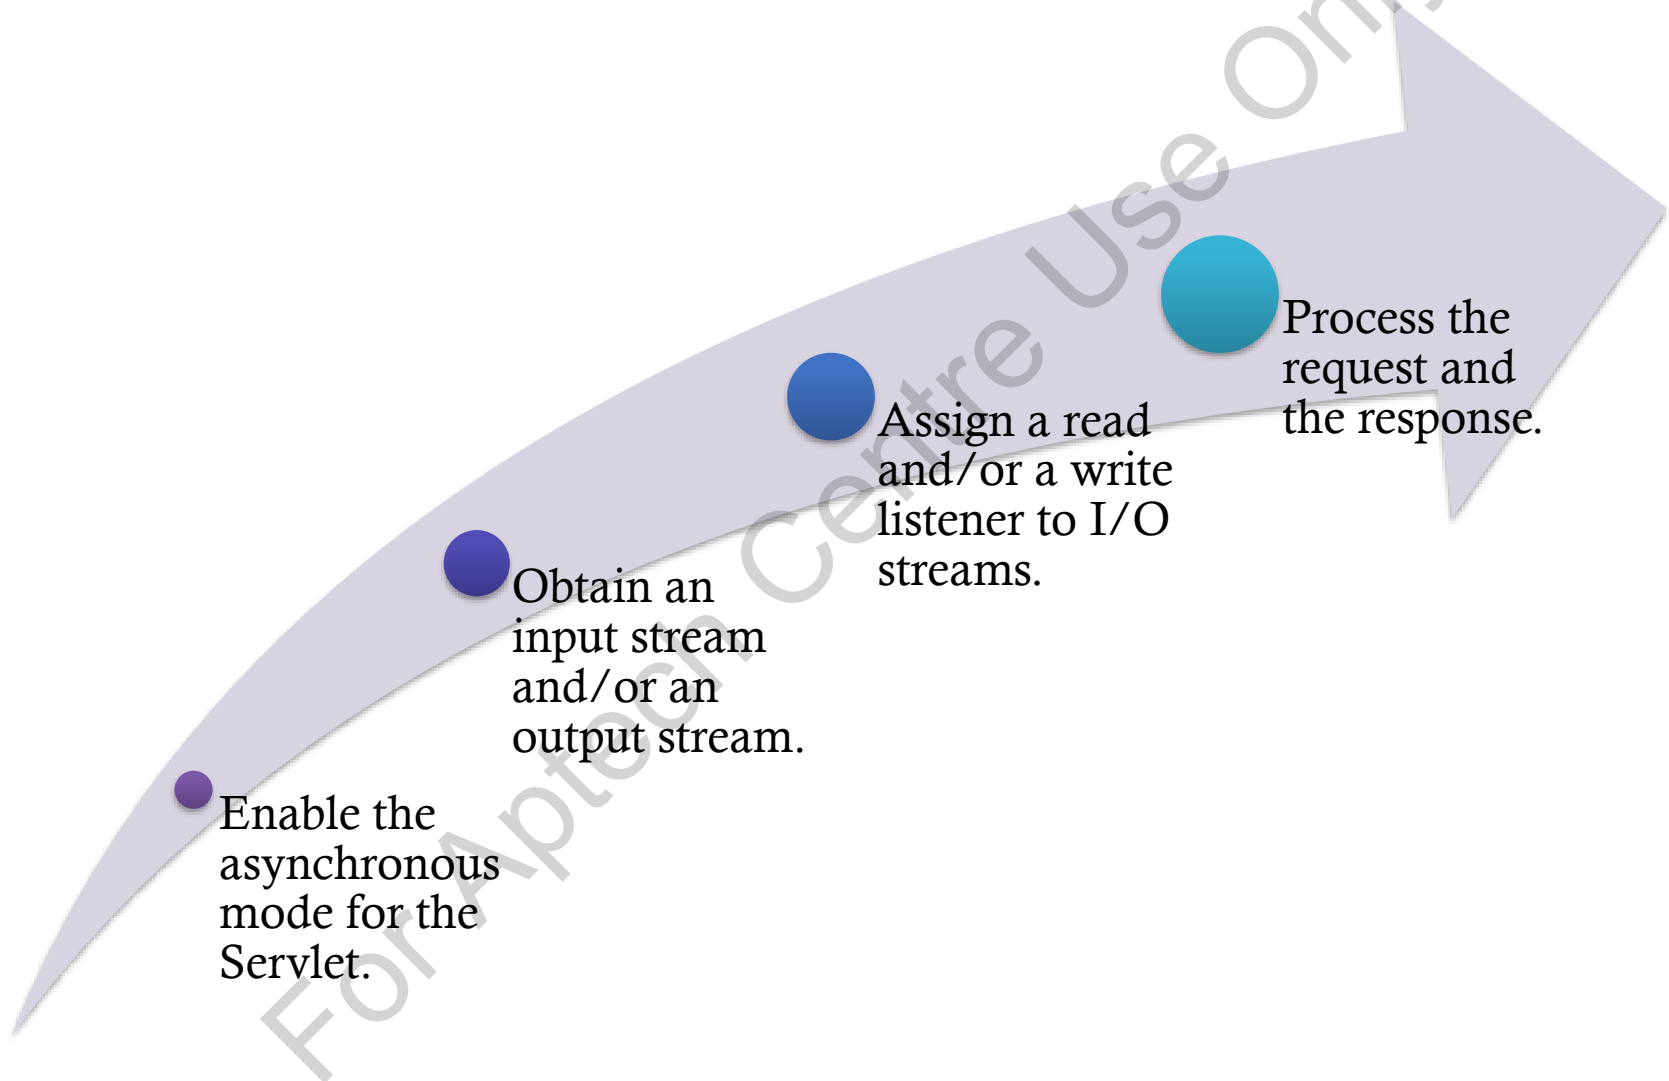 Enable the
asynchronous
mode for the
Servlet.
Obtain an
input stream
and/or an
output stream.
Assign a read
and/or a write
listener to I/O
streams.
Process the
request and
the response.
For Aptech Centre Use Only